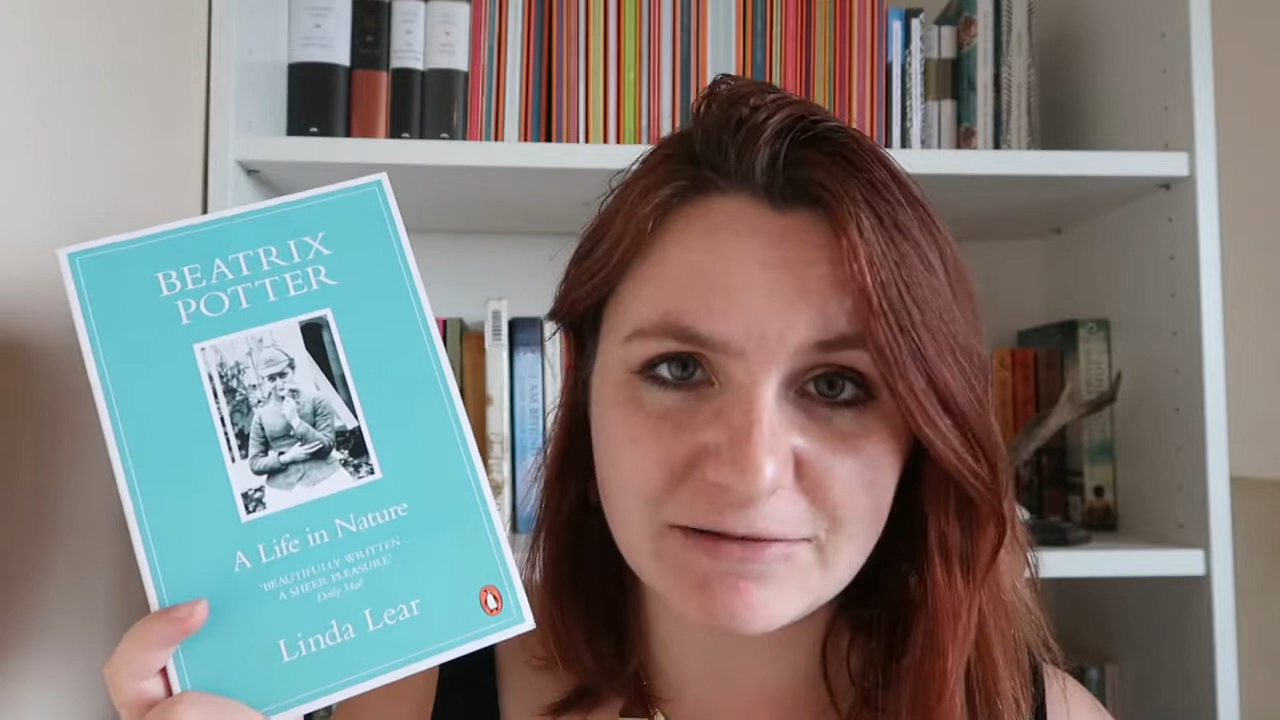 BEATRIX
POTTER
A Life in Nature
'BEAUTIFULLY WRITTEN ...
A SHEER PLEASURE'
Daily Mail
Linda Lear